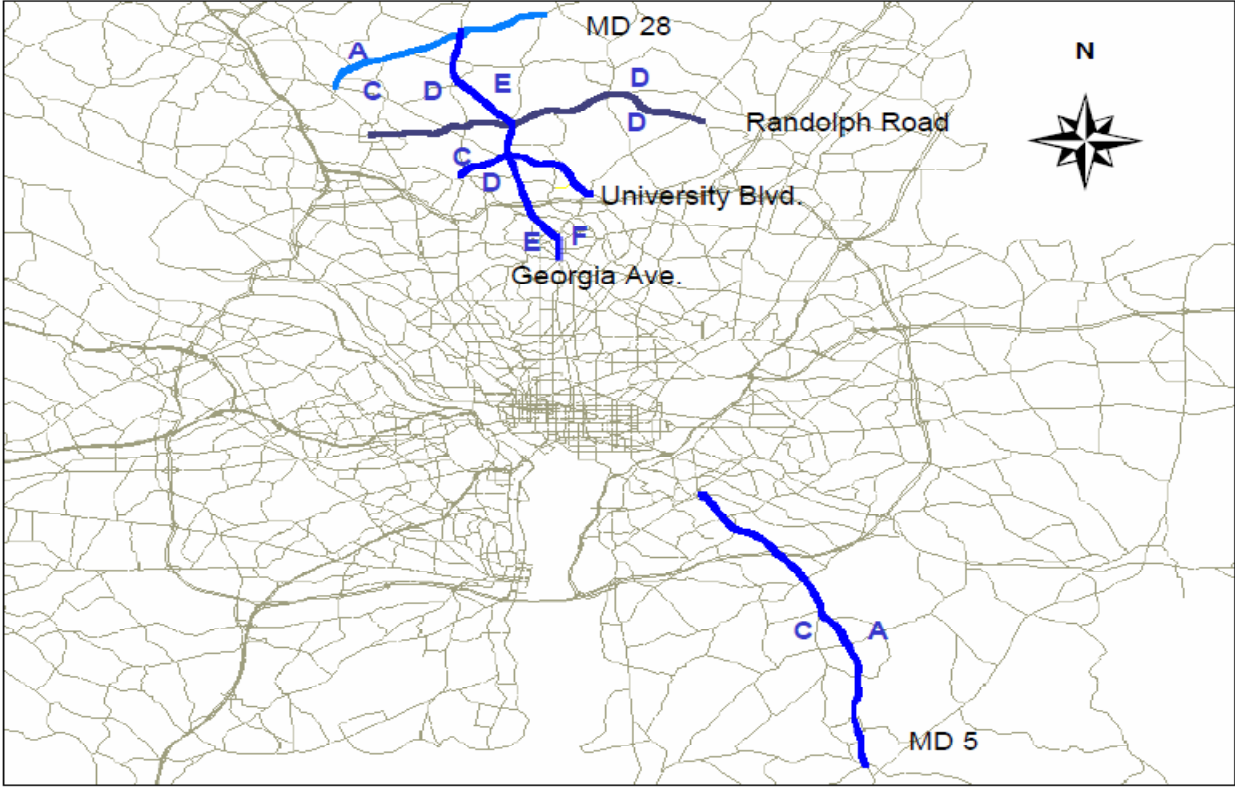 MD 28
A
N
C
D
E
D
D
Randolph Road
C
D
University Blvd.
E
F
Georgia Ave.
C
A
MD 5